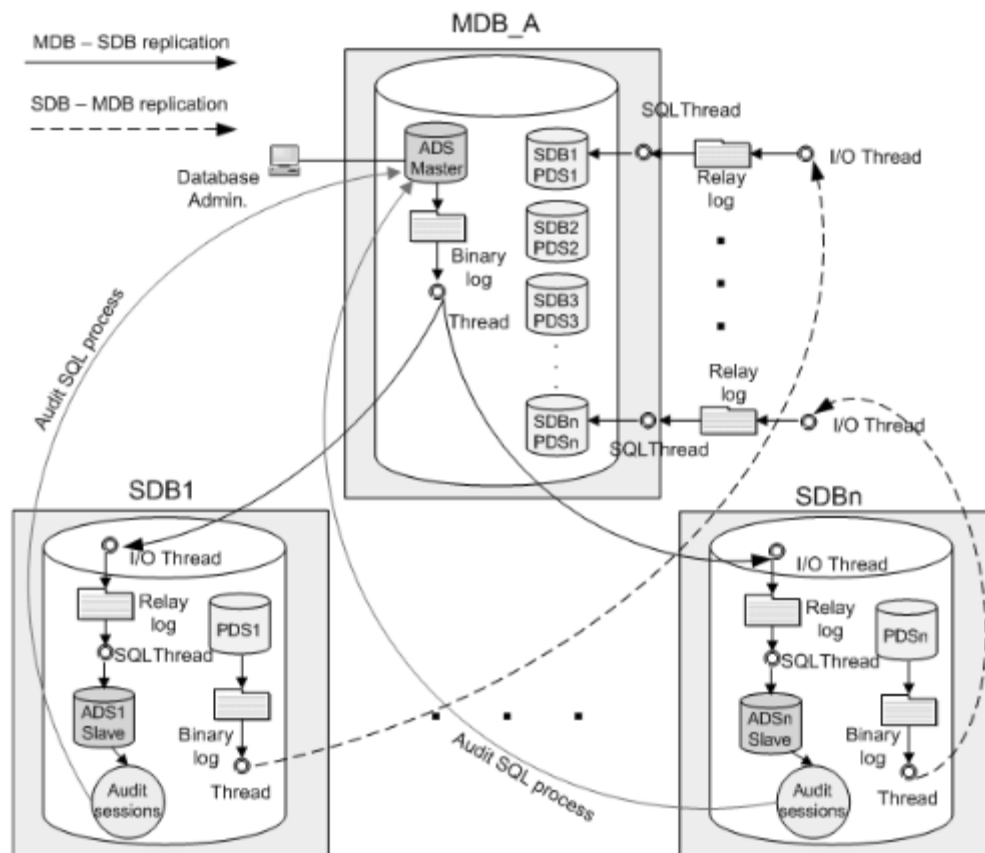 MDB_A
MDB – SDB replication
SDB – MDB replication
SQLThread
ADS
Master
SDB1
PDS1
I/O Thread
Relay
log
Database
Admin.
SDB2
PDS2
Binary
log
SDB3
PDS3
Thread
Audit SQL process
Relay
log
SDBn
PDSn
SQLThread
I/O Thread
SDB1
I/O Thread
Relay
log
PDS1
SQLThread
ADS1
Slave
Binary
log
Thread
Audit
sessions
Audit SQL process
SDBn
I/O Thread
Relay
log
PDSn
SQLThread
ADSn
Slave
Binary
log
Thread
Audit
sessions